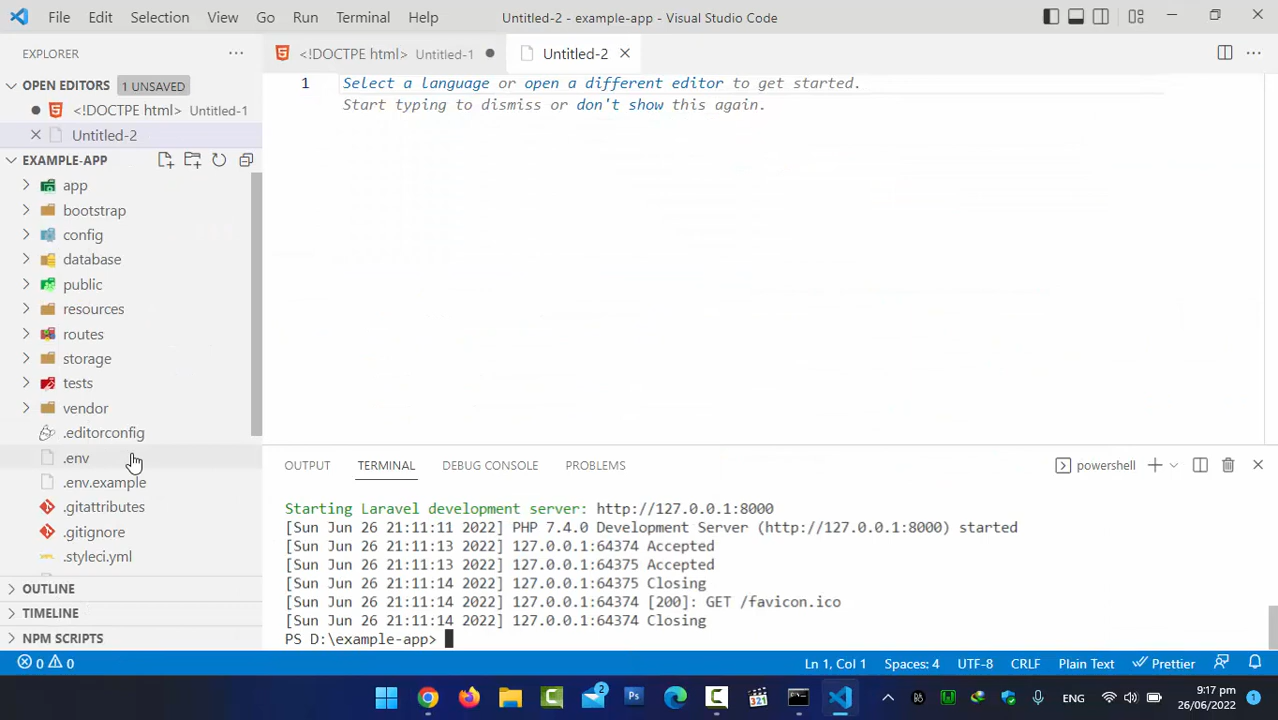 File Edit Selection View Go Run Terminal Help Untitled-2 - example-app - Visual Studio Code
EXPLORER
<!DOCTPE html> Untitled-1
Untitled-2
OPEN EDITORS 1 UNSAVED
<!DOCTPE html> Untitled-1
Untitled-2
EXAMPLE-APP
app
bootstrap
config
database
public
resources
routes
storage
tests
vendor
.editorconfig
.env
.env.example
.gitattributes
.gitignore
.styleci.yml
OUTLINE
TIMELINE
NPM SCRIPTS
1 Select a language or open a different editor to get started.
Start typing to dismiss or don't show this again.
OUTPUT TERMINAL DEBUG CONSOLE PROBLEMS powershell
Starting Laravel development server: http://127.0.0.1:8000
[Sun Jun 26 21:11:11 2022] PHP 7.4.0 Development Server (http://127.0.0.1:8000) started
[Sun Jun 26 21:11:13 2022] 127.0.0.1:64374 Accepted
[Sun Jun 26 21:11:13 2022] 127.0.0.1:64375 Accepted
[Sun Jun 26 21:11:14 2022] 127.0.0.1:64375 Closing
[Sun Jun 26 21:11:14 2022] 127.0.0.1:64374 [200]: GET /favicon.ico
[Sun Jun 26 21:11:14 2022] 127.0.0.1:64374 Closing
PS D:\example-app>
0 0 Ln 1, Col 1 Spaces: 4 UTF-8 CRLF Plain Text Prettier
2 Ps 321 ENG 9:17 pm
26/06/2022 1